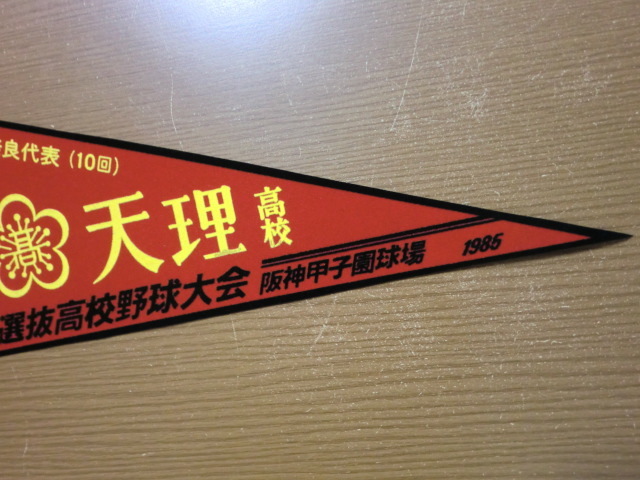 良代表 (10回)
高
天理高校
選抜高校野球大会 阪神甲子園球場 1985